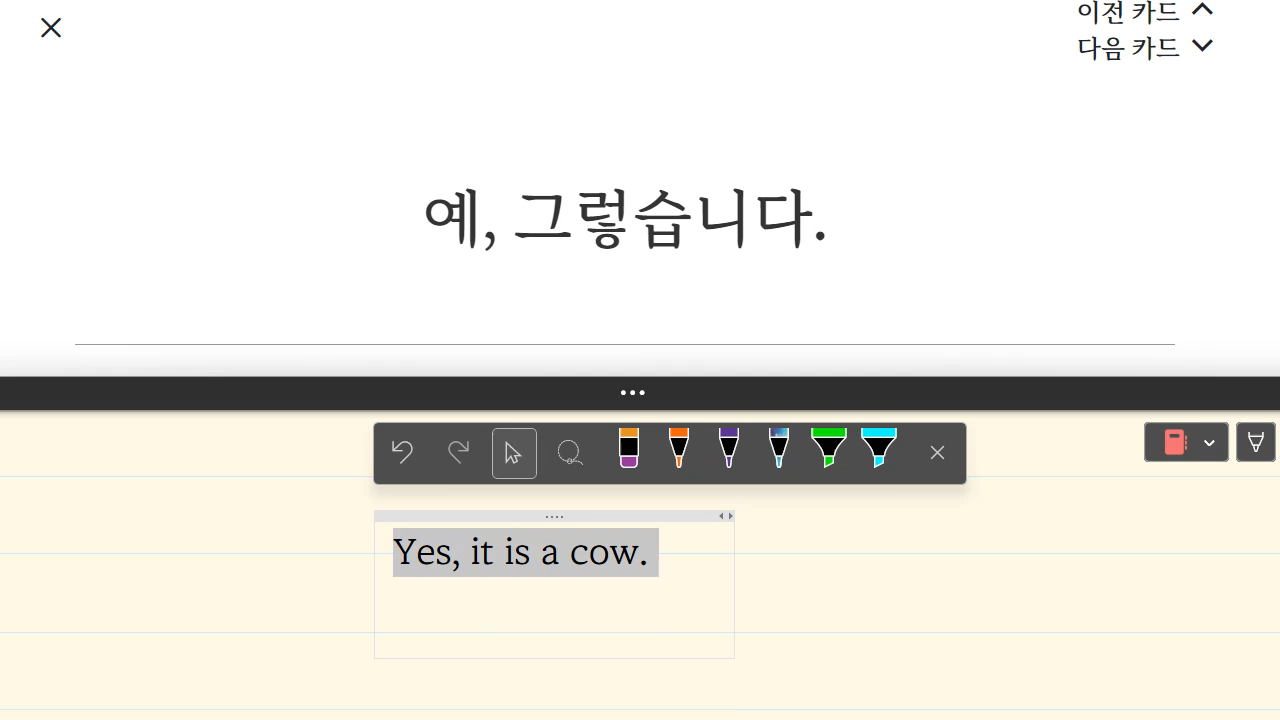 이전 카드
다음 카드
예, 그렇습니다.
Yes, it is a cow.